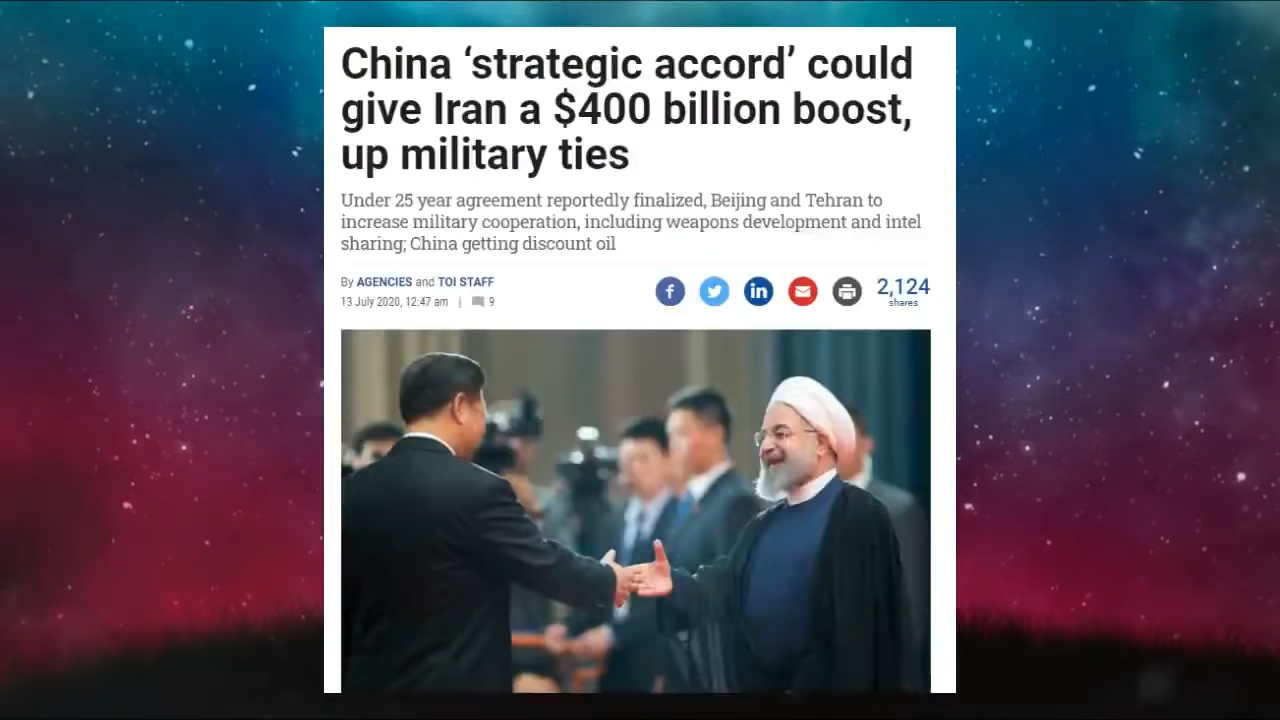 China ‘strategic accord’ could
give Iran a $400 billion boost,
up military ties
Under 25 year agreement reportedly finalized, Beijing and Tehran to
increase military cooperation, including weapons development and intel
sharing; China getting discount oil
By AGENCIES and TOI STAFF
13 July 2020, 12:47 am | 9
f in 2,124
shares